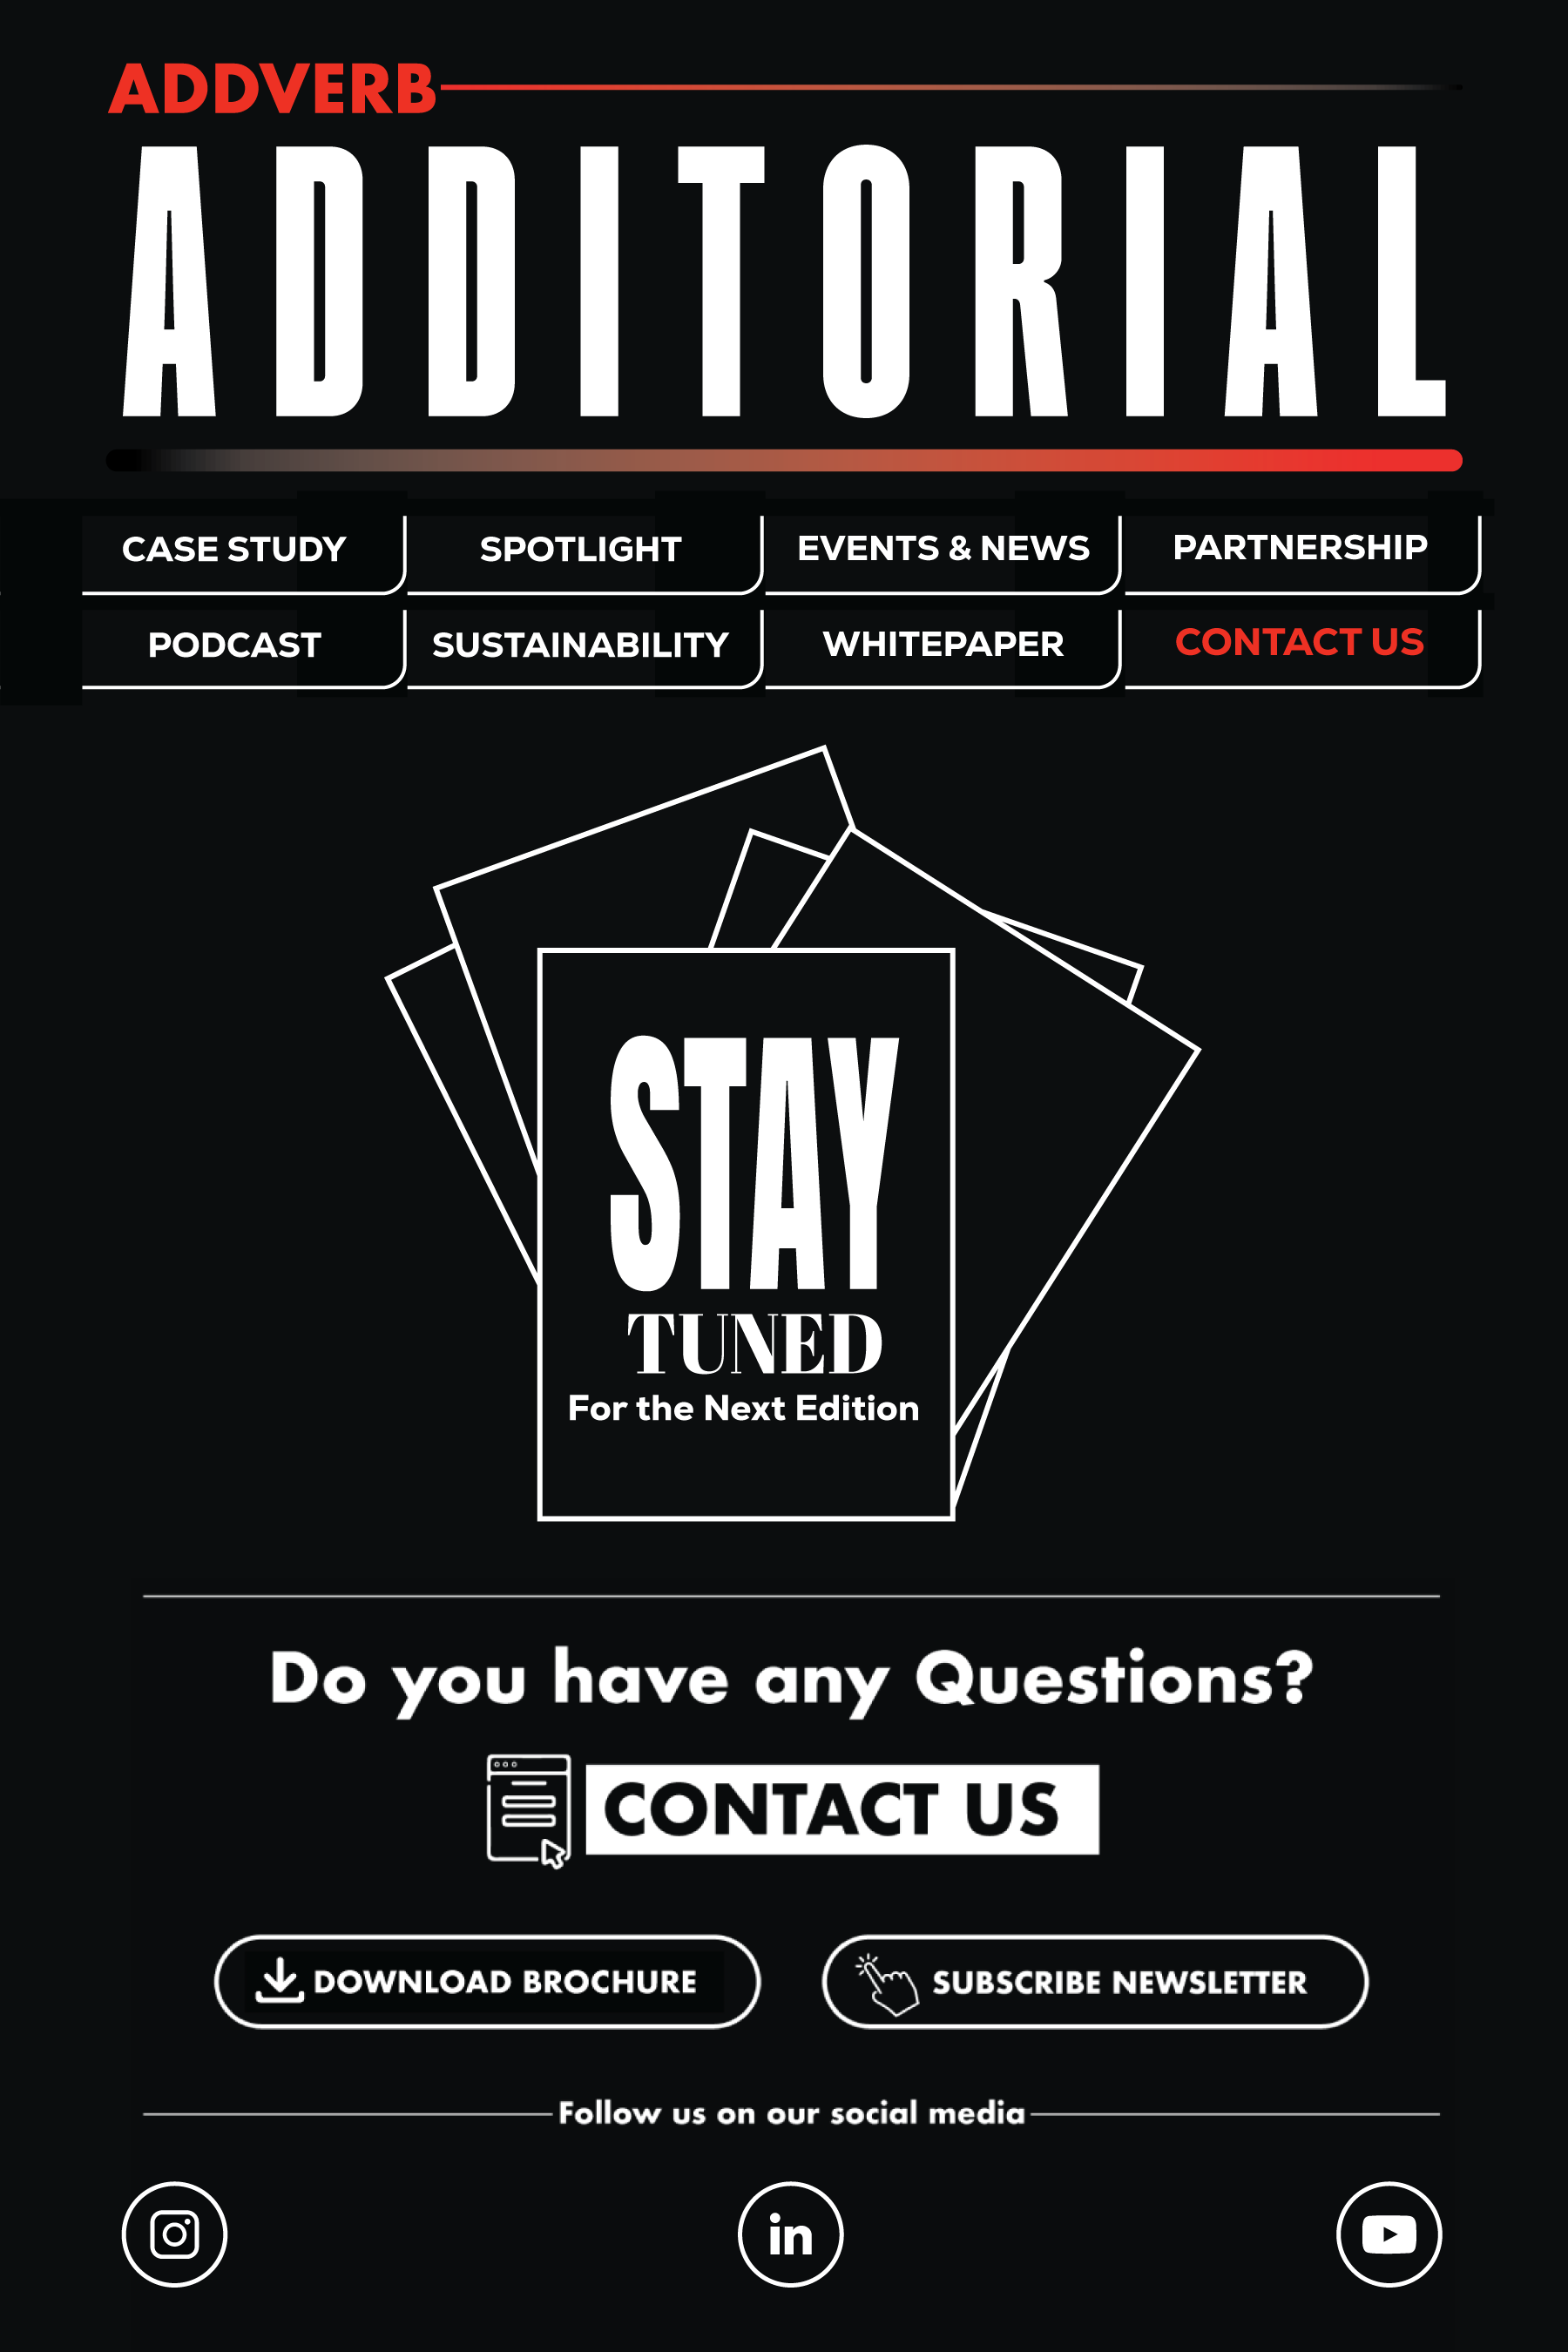 ADDVERB
ADDITORIAL
CASE STUDY SPOTLIGHT EVENTS & NEWS PARTNERSHIP
PODCAST SUSTAINABILITY WHITEPAPER CONTACT US
STAY
TUNED
For the Next Edition
Do you have any Questions?
CONTACT US
DOWNLOAD BROCHURE SUBSCRIBE NEWSLETTER
Follow us on our social media
in